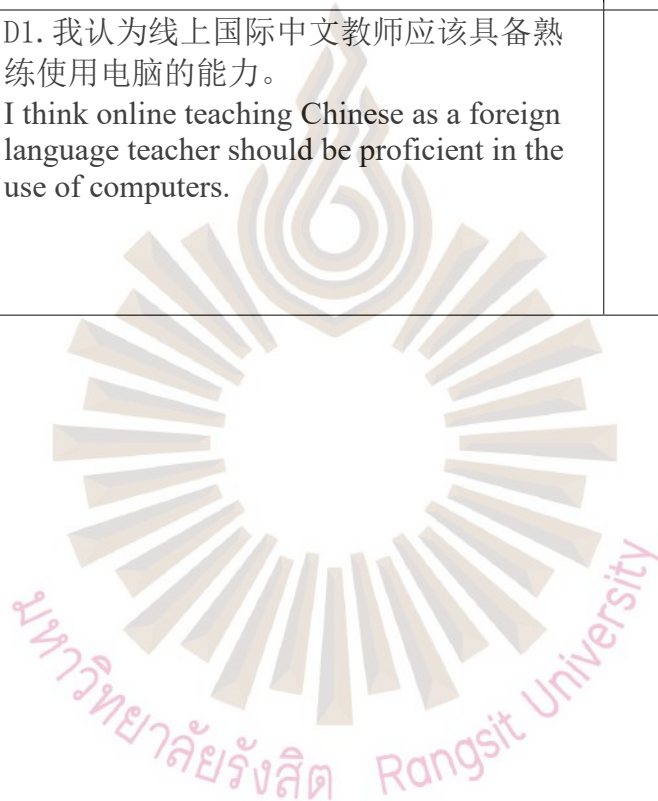 D1.我认为线上国际中文教师应该具备熟
练使用电脑的能力。
I think online teaching Chinese as a foreign
language teacher should be proficient in the
use of computers.
มหาวิทยาลัยรังสิต Rangsit University